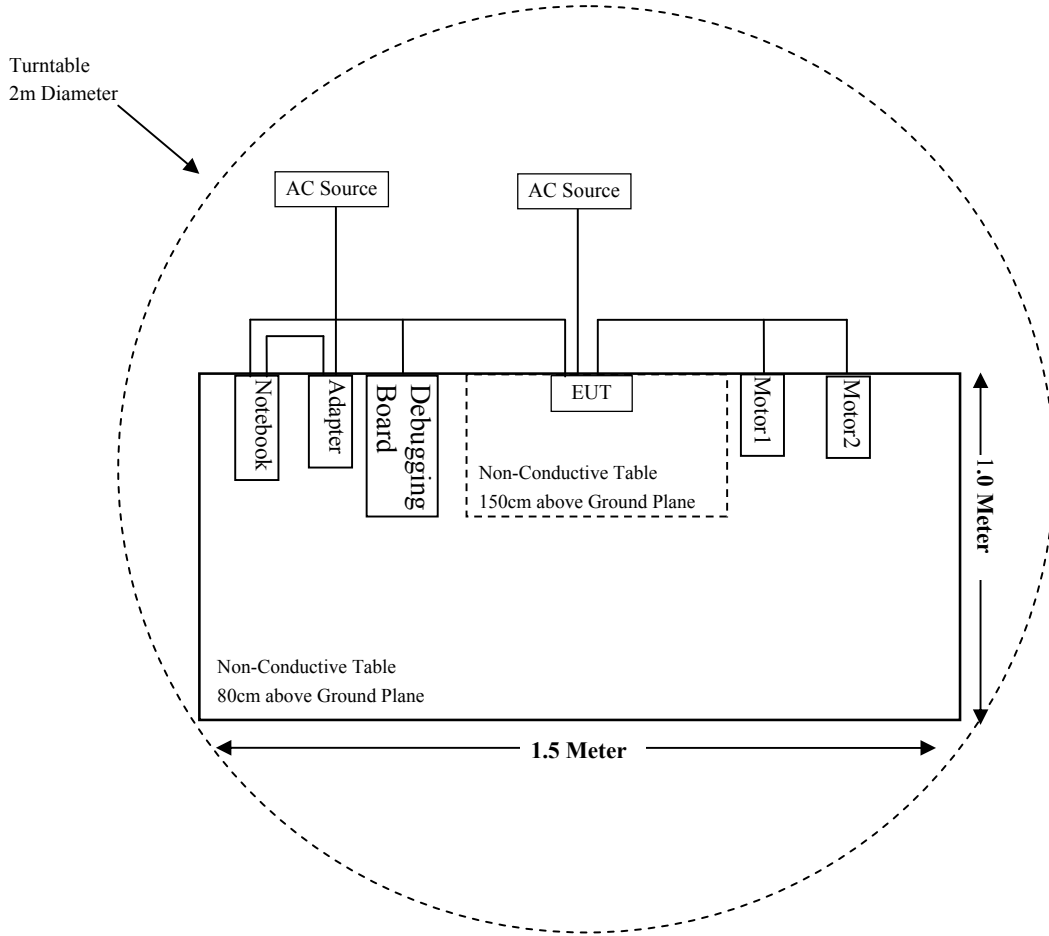 Turntable
2m Diameter
AC Source
AC Source
Notebook
Adapter
Debugging
Board
EUT
Motor1
Motor2
Non-Conductive Table
150cm above Ground Plane
1.0 Meter
Non-Conductive Table
80cm above Ground Plane
1.5 Meter